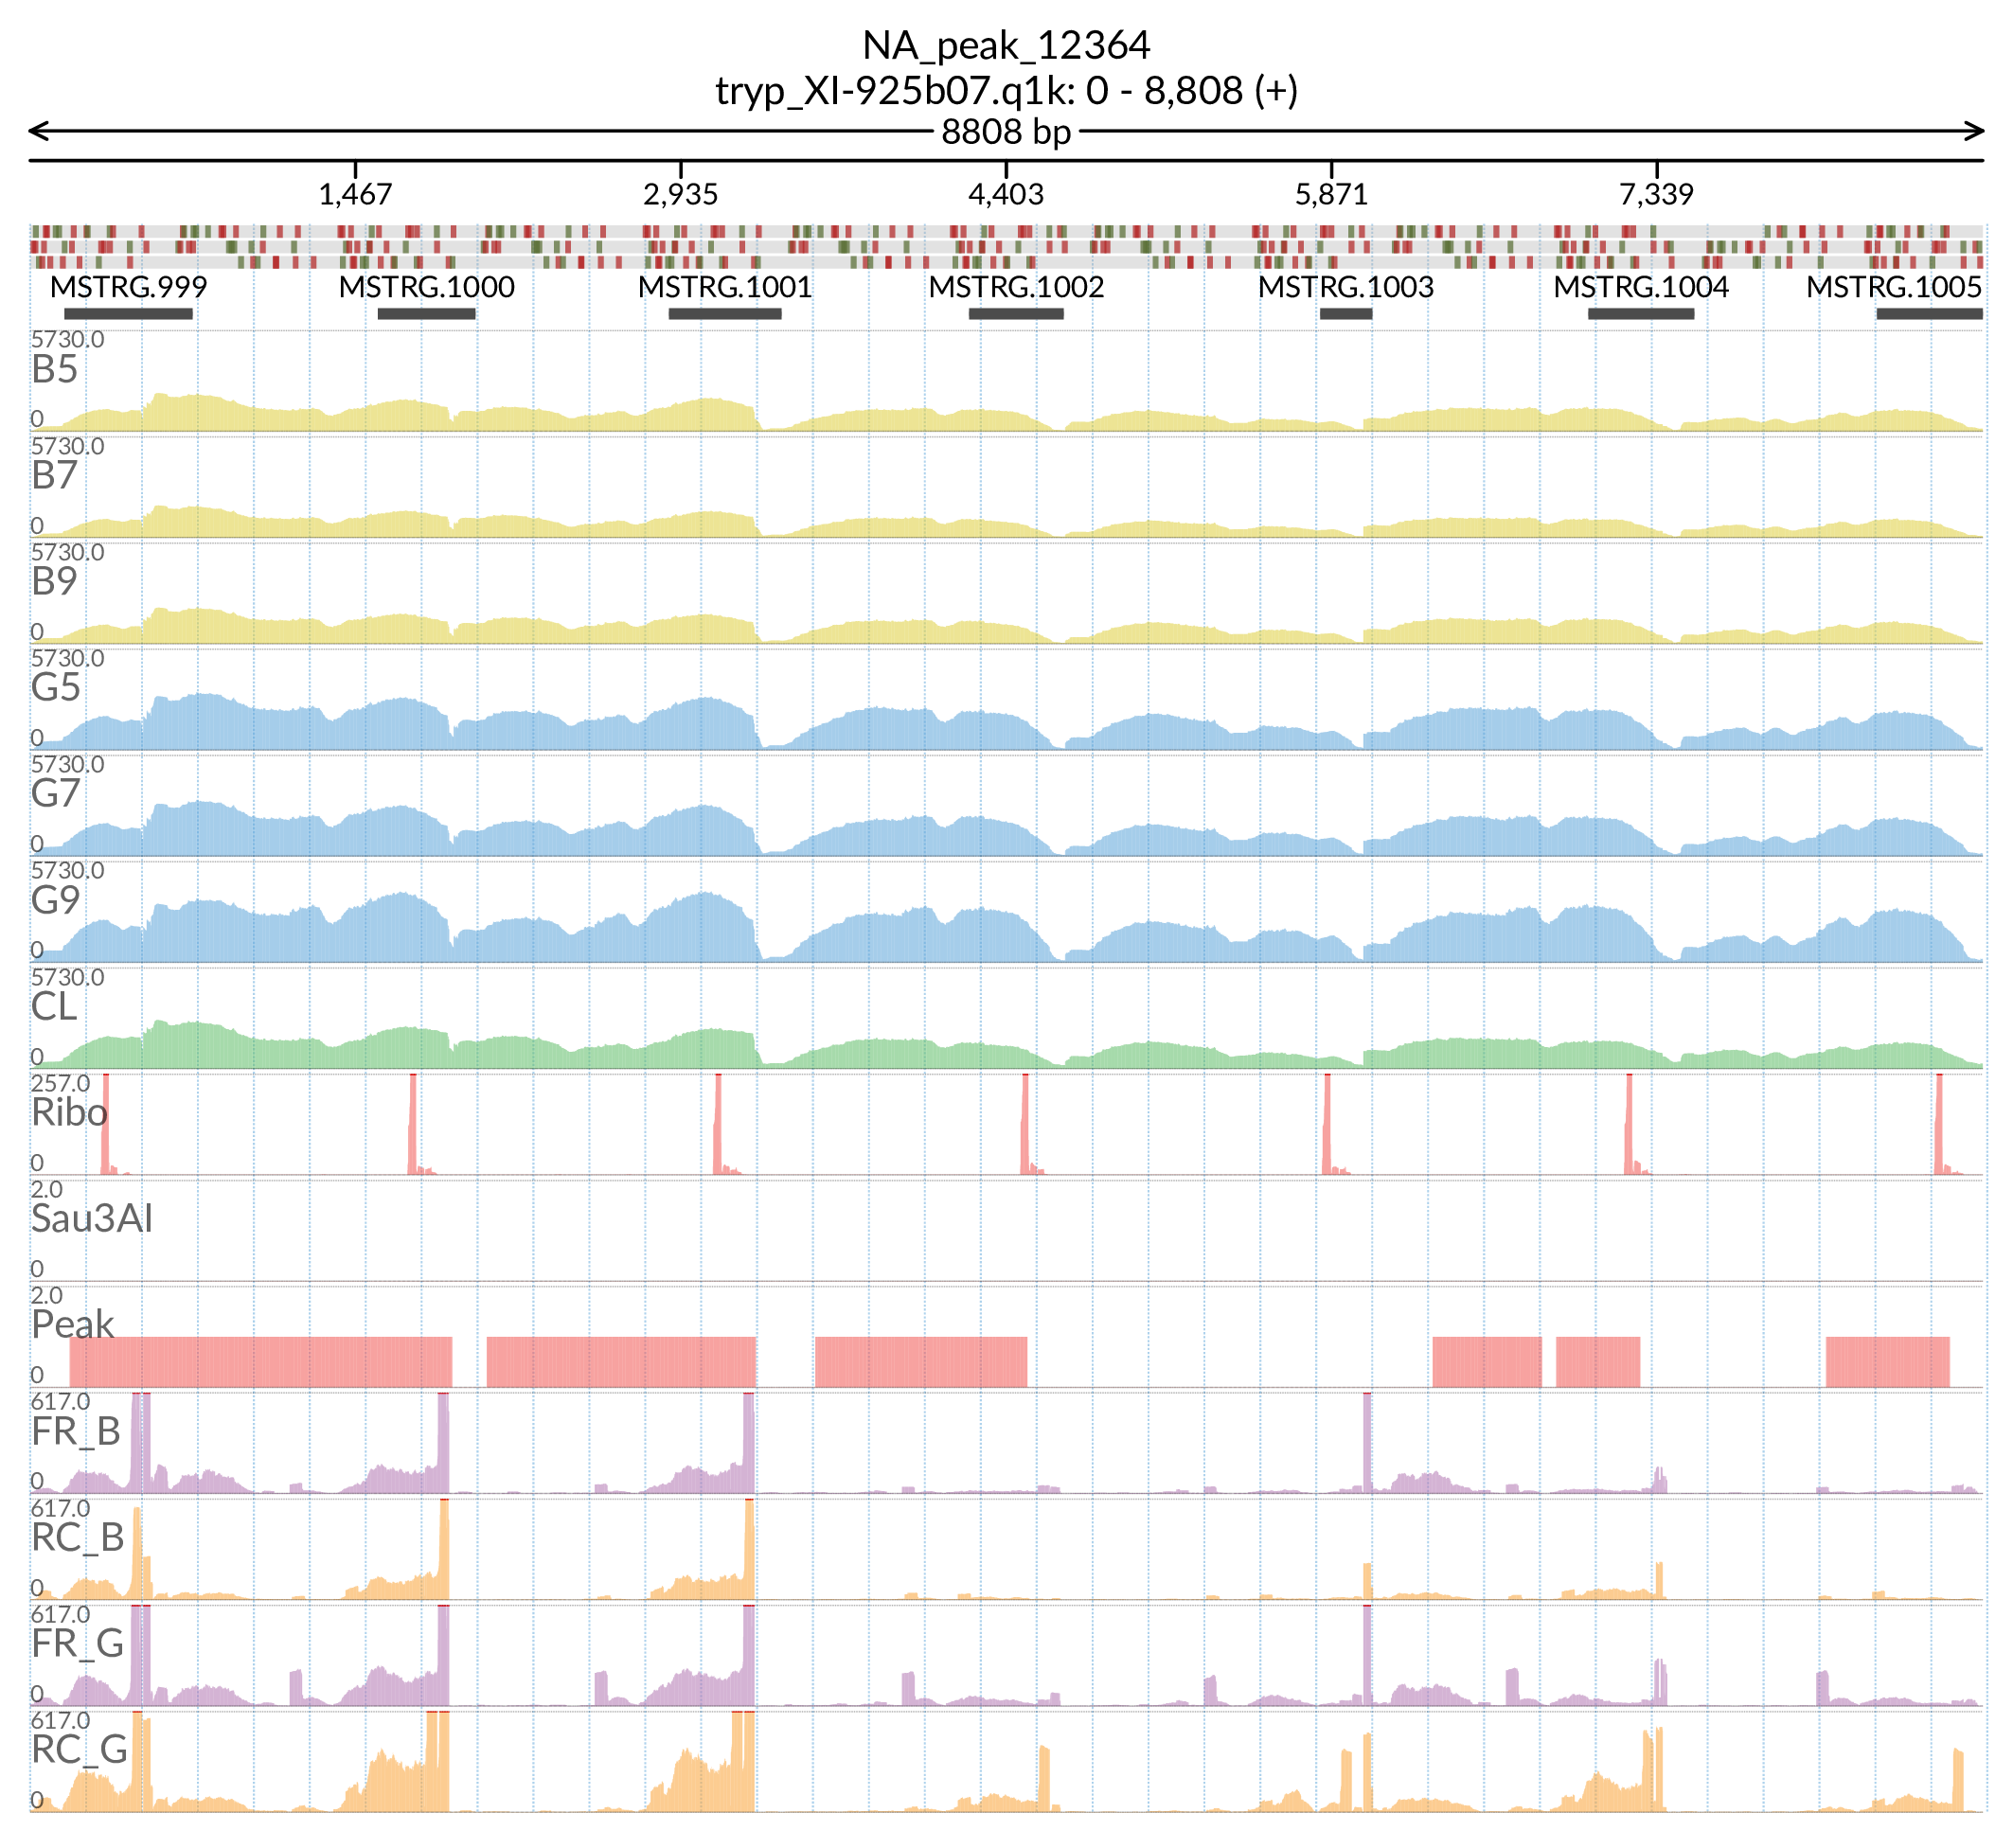 NA_peak_12364
tryp_XI-925b07.q1k: 0 - 8,808 (+)
8808 bp
1,467 2,935 4,403 5,871 7,339
MSTRG.999 MSTRG.1000 MSTRG.1001 MSTRG.1002 MSTRG.1003 MSTRG.1004 MSTRG.1005
5730.0
B5
0
5730.0
B7
0
5730.0
B9
0
5730.0
G5
0
5730.0
G7
0
5730.0
G9
0
5730.0
CL
0
257.0
Ribo
0
2.0
Sau3AI
0
2.0
Peak
0
617.0
FR_B
0
617.0
RC_B
0
617.0
FR_G
0
617.0
RC_G
0